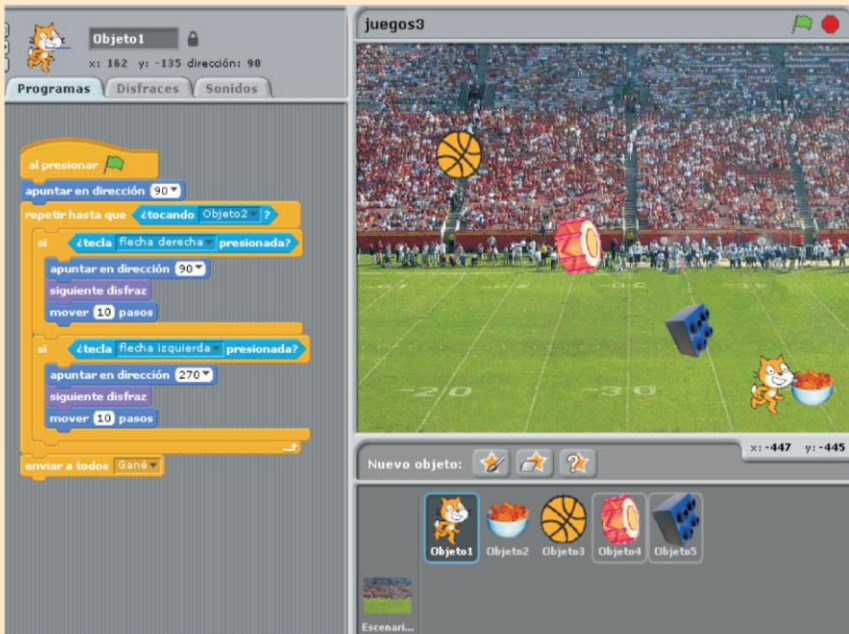 Objeto1
x: 162 y: -135 dirección: 90
Programas Disfraces Sonidos
al presionar
apuntar en dirección 90
repetir hasta que ¿tocando Objeto2 ?
si ¿tecla flecha derecha presionada?
apuntar en dirección 90
siguiente disfraz
mover 10 pasos
si ¿tecla flecha izquierda presionada?
apuntar en dirección 270
siguiente disfraz
mover 10 pasos
enviar a todos Gané
juegos3
-20 -30
x: -447 y: -445
Nuevo objeto:
Objeto1 Objeto2 Objeto3 Objeto4 Objeto5
Escenari...